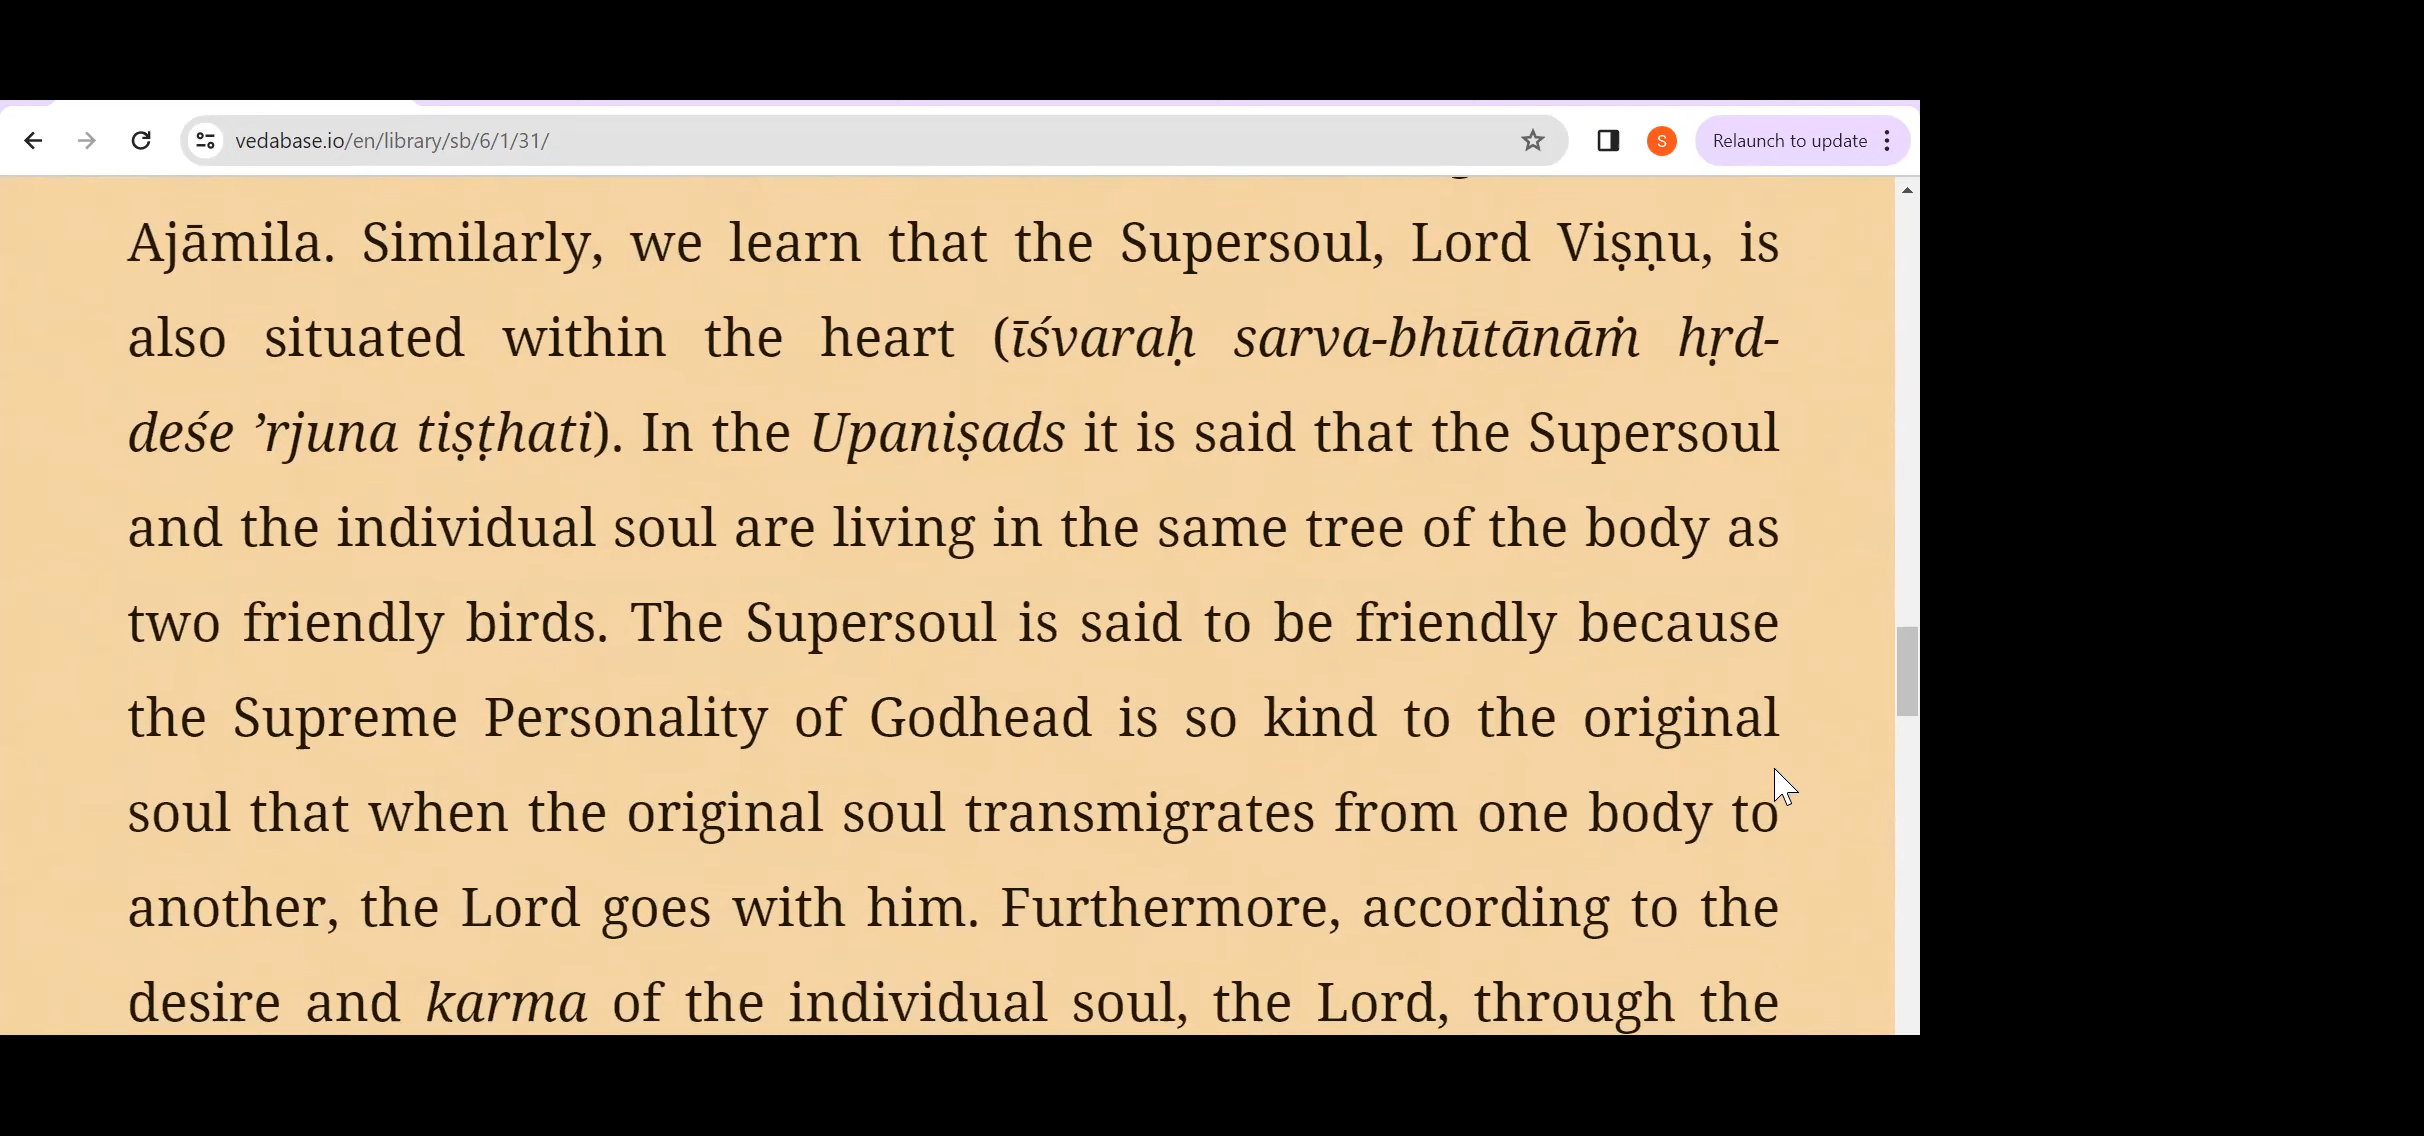 vedabase.io/en/library/sb/6/1/31/
S
Relaunch to update
Ajāmila. Similarly, we learn that the Supersoul, Lord Viṣṇu, is
also situated within the heart (īśvaraḥ sarva-bhūtānāṁ hṛd-
deśe ’rjuna tiṣṭhati). In the Upaniṣads it is said that the Supersoul
and the individual soul are living in the same tree of the body as
two friendly birds. The Supersoul is said to be friendly because
the Supreme Personality of Godhead is so kind to the original
soul that when the original soul transmigrates from one body to
another, the Lord goes with him. Furthermore, according to the
desire and karma of the individual soul, the Lord, through the